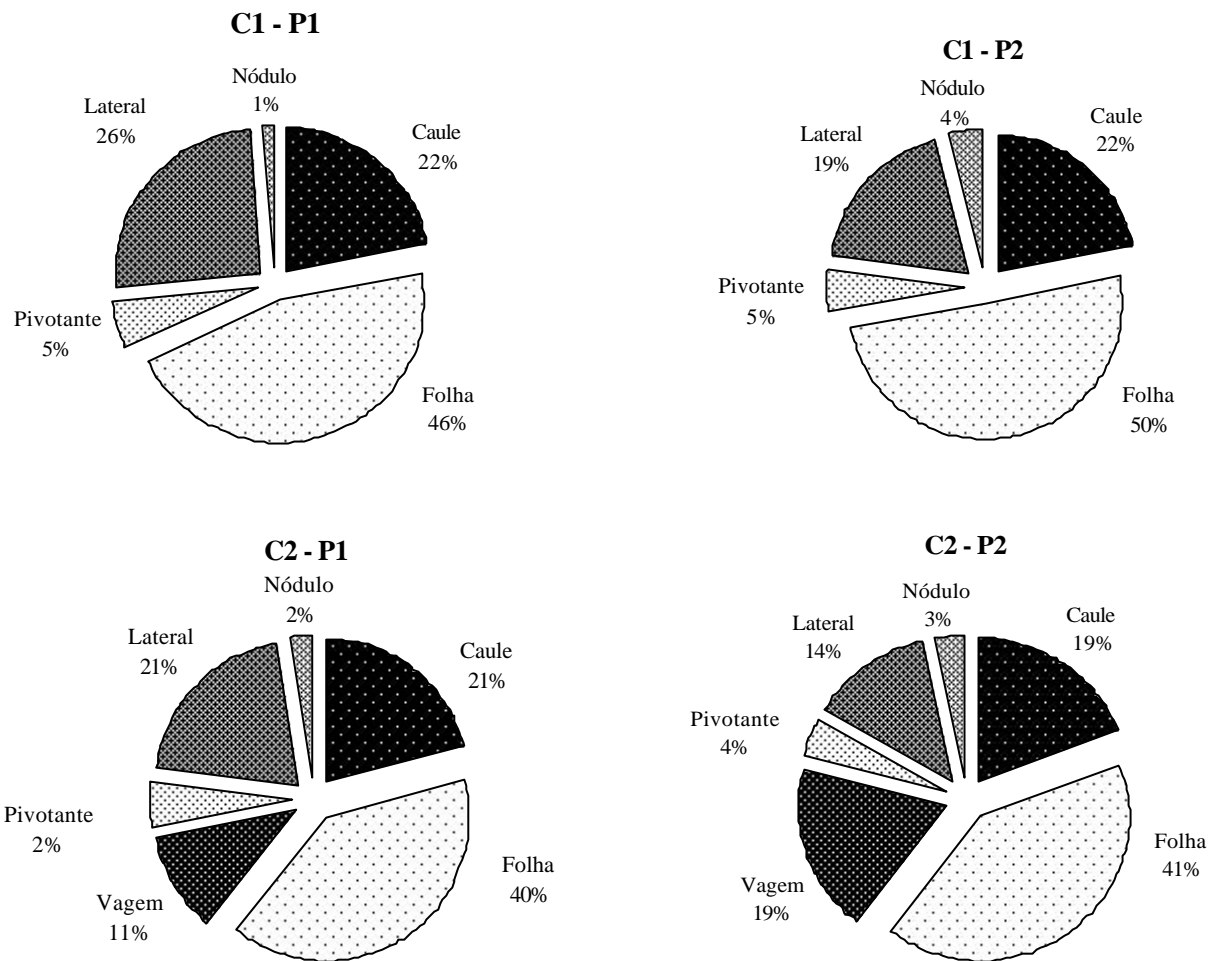 C1 - P1
Nódulo
1%
Lateral
26%
Caule
22%
Pivotante
5%
Folha
46%
C1 - P2
Nódulo
4%
Lateral
19%
Caule
22%
Pivotante
5%
Folha
50%
C2 - P1
Nódulo
2%
Lateral
21%
Caule
21%
Pivotante
2%
Folha
40%
Vagem
11%
C2 - P2
Nódulo
3%
Lateral
14%
Caule
19%
Pivotante
4%
Folha
41%
Vagem
19%